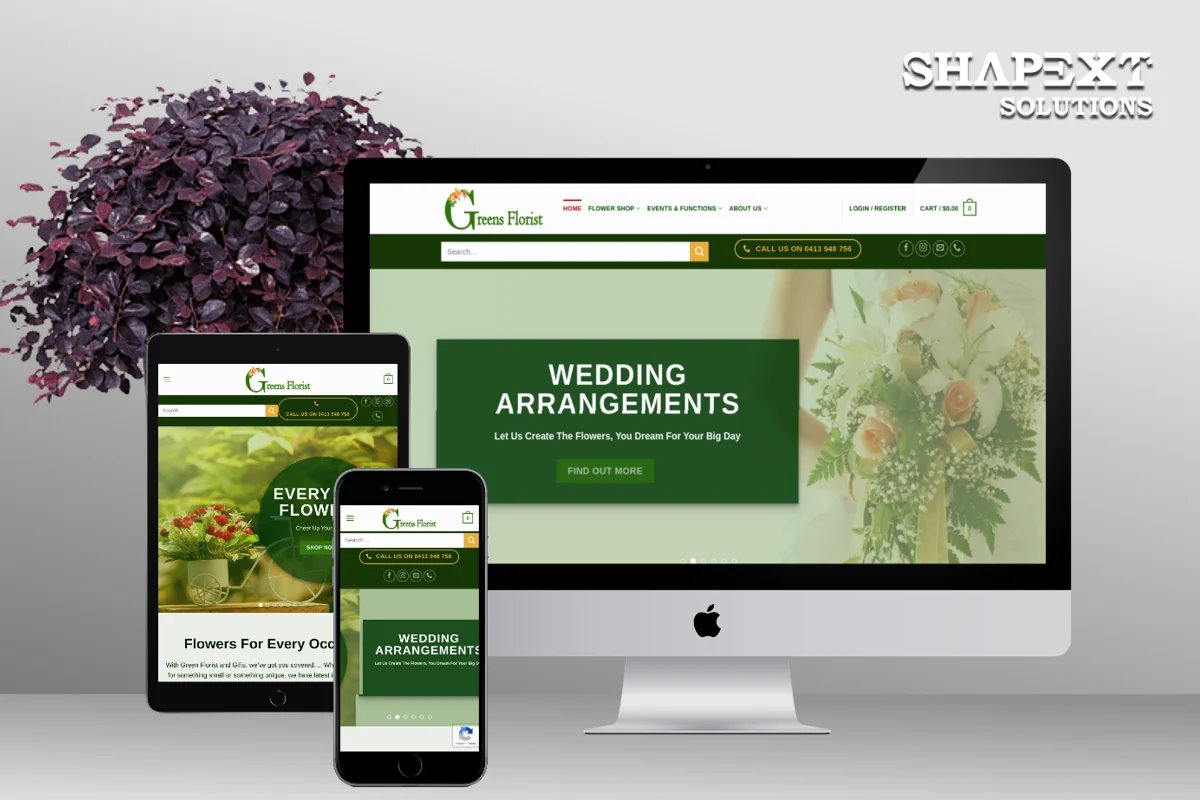 SHAPEXT
SOLUTIONS
Greens Florist
HOME FLOWER SHOP EVENTS & FUNCTIONS ABOUT US
LOGIN / REGISTER CART / $0.00 0
Search...
CALL US ON 0413 948 756
WEDDING
ARRANGEMENTS
Let Us Create The Flowers, You Dream For Your Big Day
FIND OUT MORE
Greens Florist
0
Search...
CALL US ON 0413 948 756
EVERY
FLOW
Cheer Up Your
SHOP NO
Flowers For Every Occ
With Green Florist and Gifts, we've got you covered.... Wh
for something small or something unique, we have latest
Greens Florist
0
Search...
CALL US ON 0413 948 756
WEDDING
ARRANGEMENTS
Let Us Create The Flowers, You Dream For Your Big D